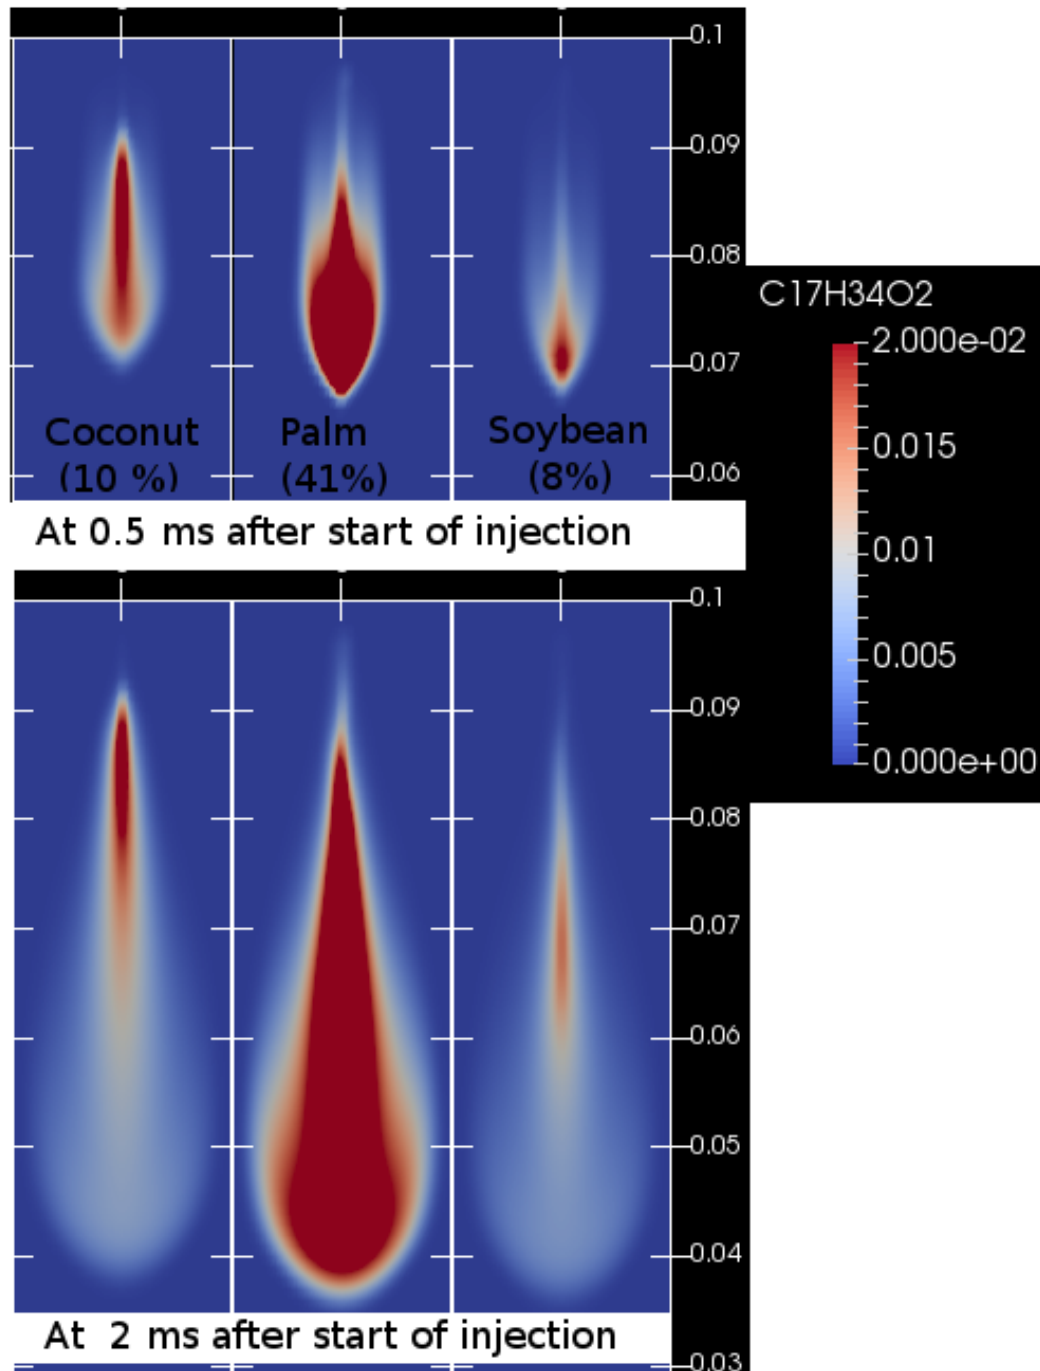 0.1
0.09
0.08
0.07
Coconut Palm Soybean
(10 %) (41%) (8%)
0.06
At 0.5 ms after start of injection
C17H34O2
2.000e-02
0.015
0.01
0.005
0.000e+00
0.1
0.09
0.08
0.07
0.06
0.05
0.04
At 2 ms after start of injection
0.03